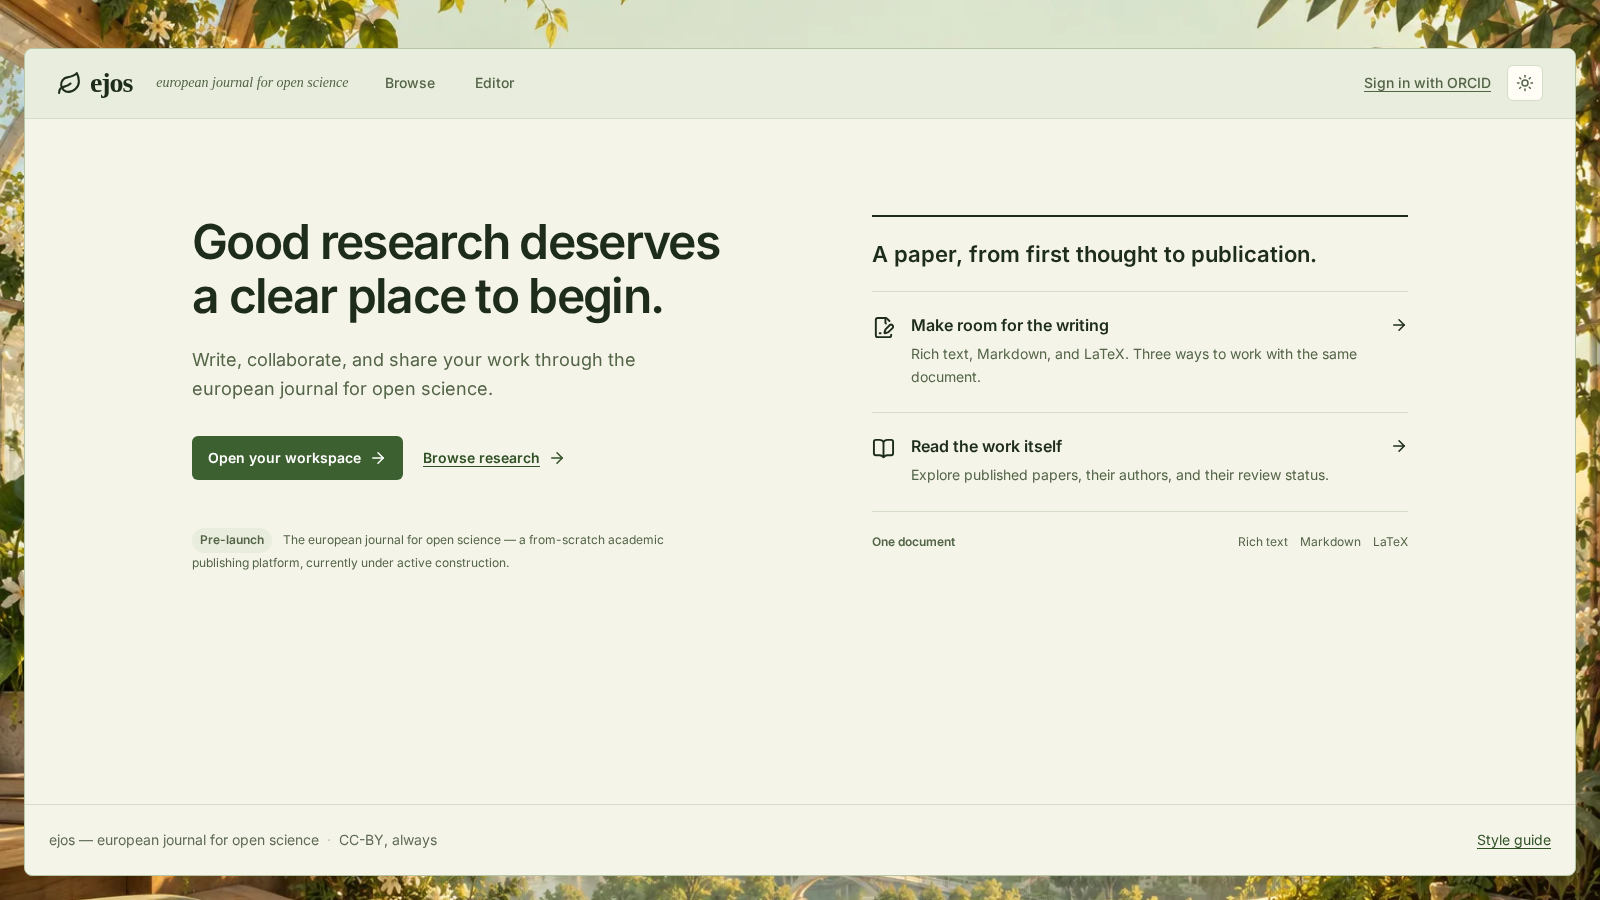 ejos
european journal for open science
Browse
Editor
Sign in with ORCID
Good research deserves
a clear place to begin.
Write, collaborate, and share your work through the
european journal for open science.
Open your workspace
Browse research
Pre-launch The european journal for open science — a from-scratch academic
publishing platform, currently under active construction.
A paper, from first thought to publication.
Make room for the writing
Rich text, Markdown, and LaTeX. Three ways to work with the same
document.
Read the work itself
Explore published papers, their authors, and their review status.
One document
Rich text Markdown LaTeX
ejos — european journal for open science · CC-BY, always
Style guide